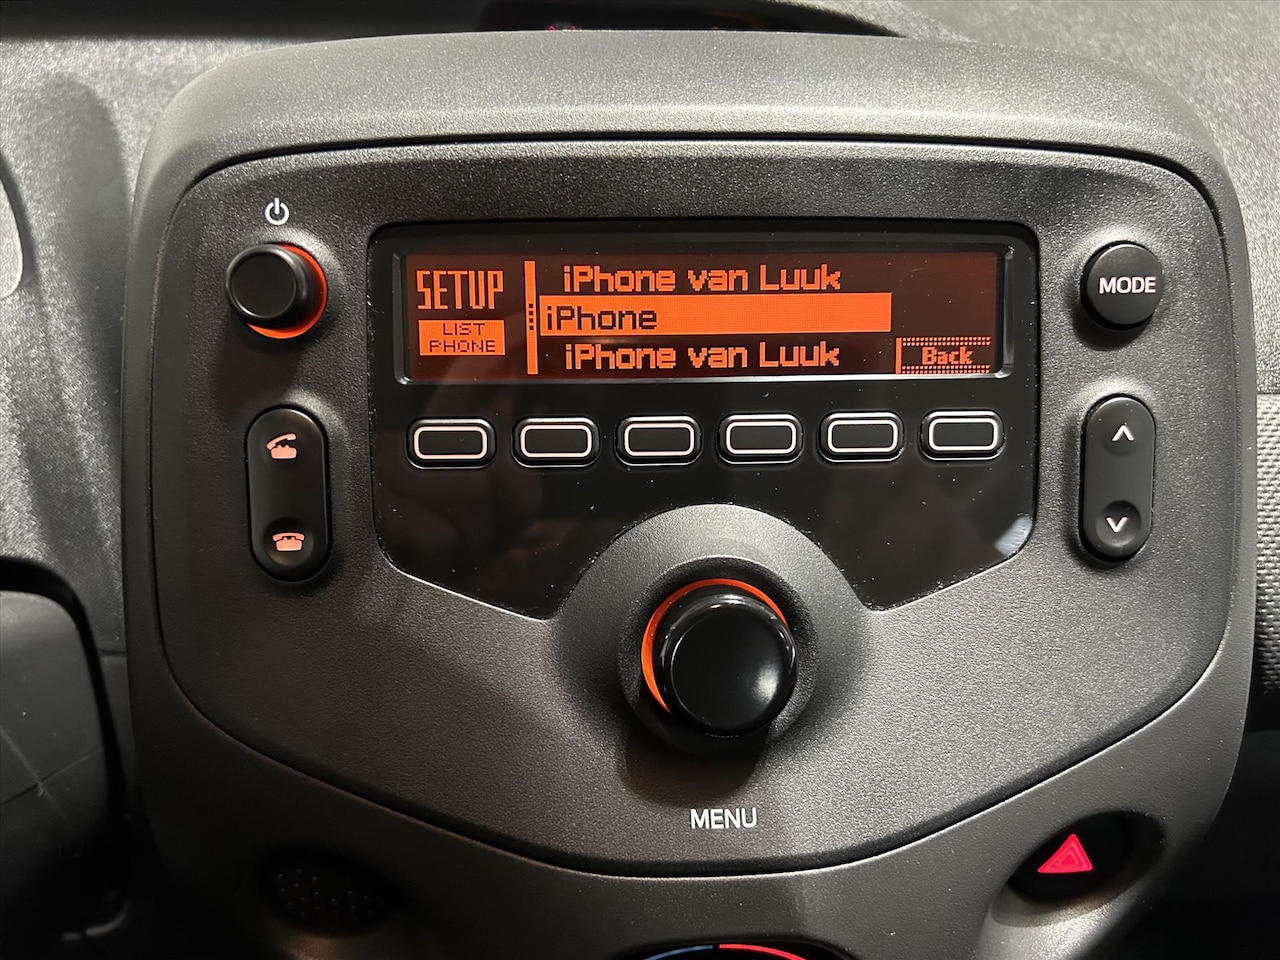 SETUP
LIST
PHONE
iPhone van Luuk
iPhone
iPhone van Luuk
Back
MODE
MENU